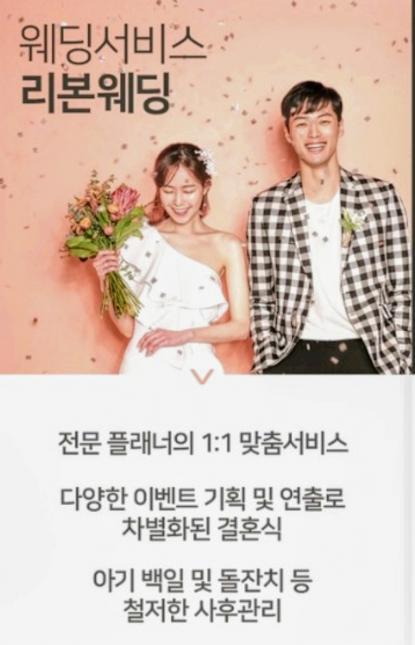 웨딩서비스
리본웨딩
전문 플래너의 1:1 맞춤서비스
다양한 이벤트 기획 및 연출로
차별화된 결혼식
아기 백일 및 돌잔치 등
철저한 사후관리